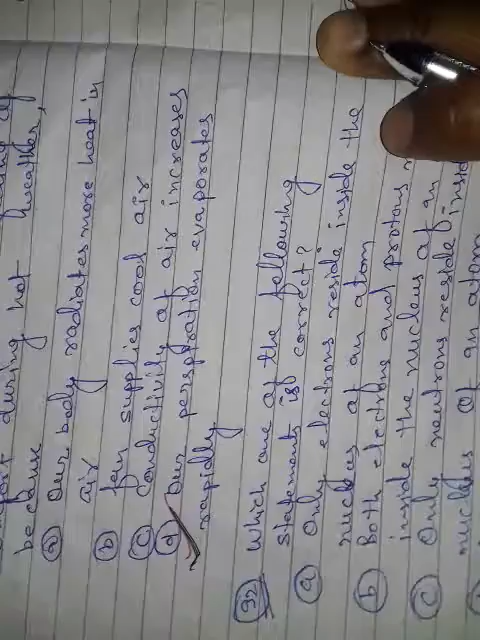 during hot weather,
because
(a) Our body radiates more heat in
air
(b) fan supplies cool air
(c) conductivity of air increases
(d) Our perspiration evaporates
rapidly
(32) Which one of the following
statements is correct?
(a) Only electrons reside inside the
nucleus of an atom
(b) Both electrons and protons
inside the nucleus of an
(c) Only neutrons reside inside
nucleus of an atom